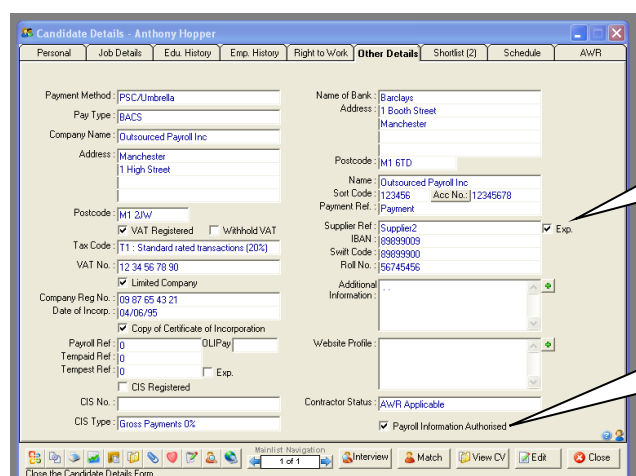 Candidate Details - Anthony Hopper
Personal Job Details Edu. History Emp. History Right to Work Other Details Shortlist (2) Schedule AWR
Payment Method : PSC/Umbrella
Pay Type : BACS
Company Name : Outsourced Payroll Inc
Address : Manchester
1 High Street
Postcode : M1 2JW
VAT Registered Withhold VAT
Tax Code : T1 : Standard rated transactions (20%)
VAT No. : 12 34 56 78 90
Limited Company
Company Reg No. : 09 87 65 43 21
Date of Incorp. : 04/06/95
Copy of Certificate of Incorporation
Payroll Ref : 0 OLIPay
Tempaid Ref : 0
Tempest Ref : 0 Exp.
CIS Registered
CIS No. :
CIS Type : Gross Payments 0%
Name of Bank : Barclays
Address : 1 Booth Street
Manchester
Postcode : M1 6TD
Name : Outsourced Payroll Inc
Sort Code : 123456 Acc No.: 12345678
Payment Ref. : Payment
Supplier Ref : Supplier2 Exp.
IBAN : 89899009
Swift Code : 89899900
Roll No. : 56745456
Additional Information : . .
Website Profile :
Contractor Status : AWR Applicable
Payroll Information Authorised
Mainlist Navigation
1 of 1
Interview Match View CV Edit Close
Close the Candidate Details Form